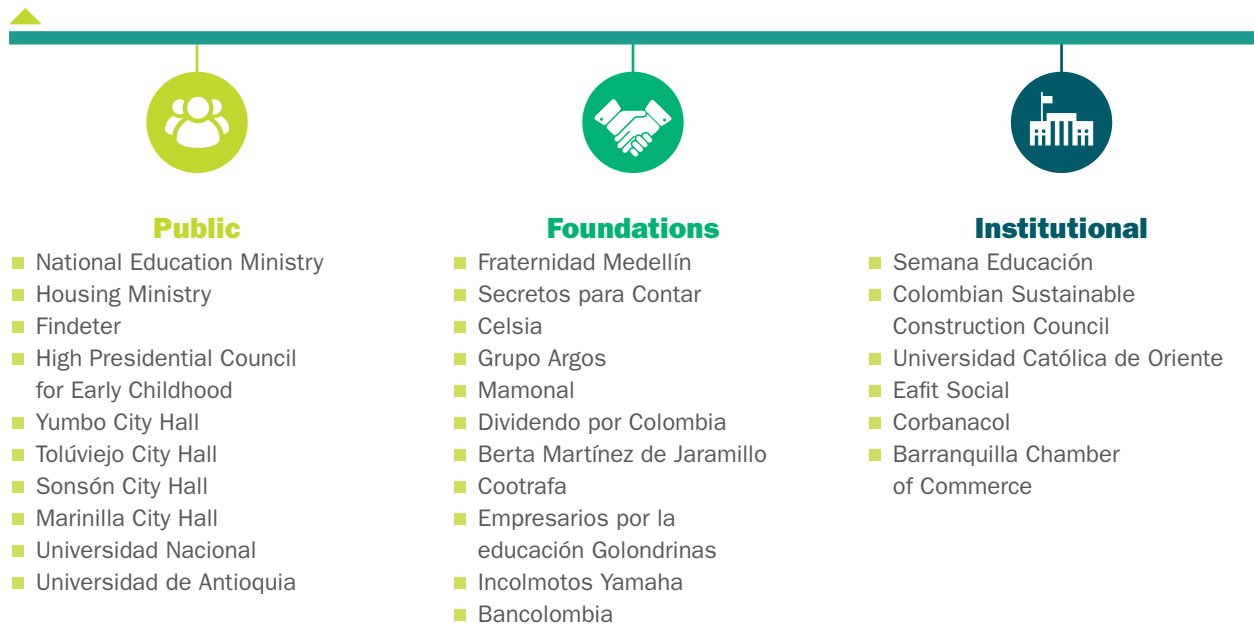 Public
National Education Ministry
Housing Ministry
Findeter
High Presidential Council
for Early Childhood
Yumbo City Hall
Tolúviejo City Hall
Sonsón City Hall
Marinilla City Hall
Universidad Nacional
Universidad de Antioquia
Foundations
Fraternidad Medellín
Secretos para Contar
Celsia
Grupo Argos
Mamonal
Dividendo por Colombia
Berta Martínez de Jaramillo
Cootrafa
Empresarios por la
educación Golondrinas
Incolmotos Yamaha
Bancolombia
Institutional
Semana Educación
Colombian Sustainable
Construction Council
Universidad Católica de Oriente
Eafit Social
Corbanacol
Barranquilla Chamber
of Commerce